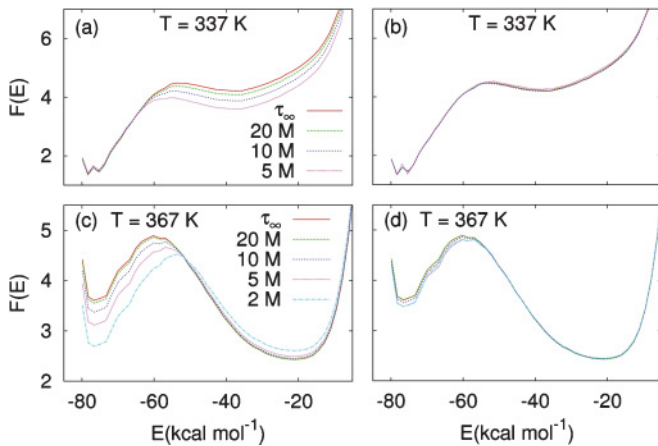 (a) T = 337 K
(b) T = 337 K
6
4
2
F(E)
τ∞
20 M
10 M
5 M
(c) T = 367 K
(d) T = 367 K
5
4
3
2
F(E)
τ∞
20 M
10 M
5 M
2 M
-80 -60 -40 -20
-80 -60 -40 -20
E(kcal mol⁻¹)
E(kcal mol⁻¹)